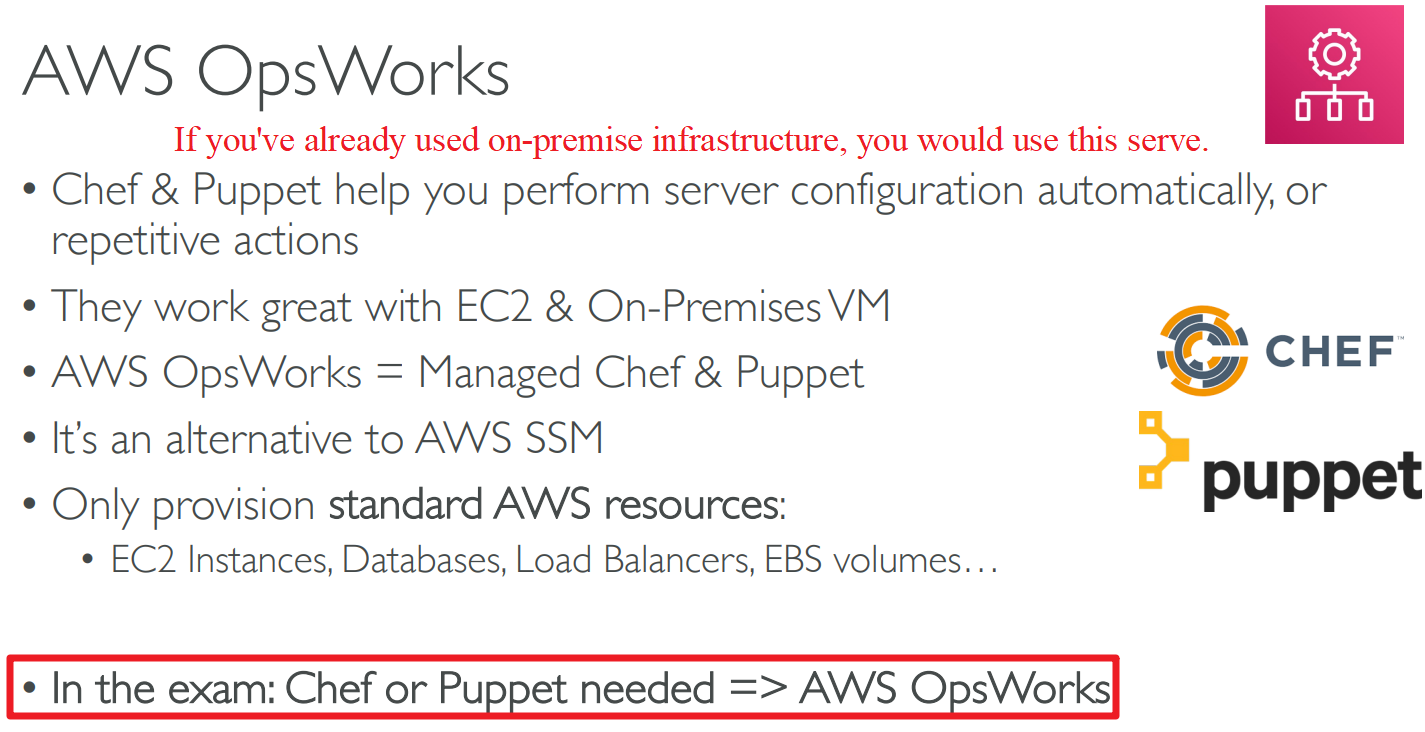 AWS OpsWorks
If you've already used on-premise infrastructure, you would use this serve.
• Chef & Puppet help you perform server configuration automatically, or
repetitive actions
• They work great with EC2 & On-Premises VM
• AWS OpsWorks = Managed Chef & Puppet
• It's an alternative to AWS SSM
• Only provision standard AWS resources:
• EC2 Instances, Databases, Load Balancers, EBS volumes…
CHEF™
puppet
• In the exam: Chef or Puppet needed => AWS OpsWorks